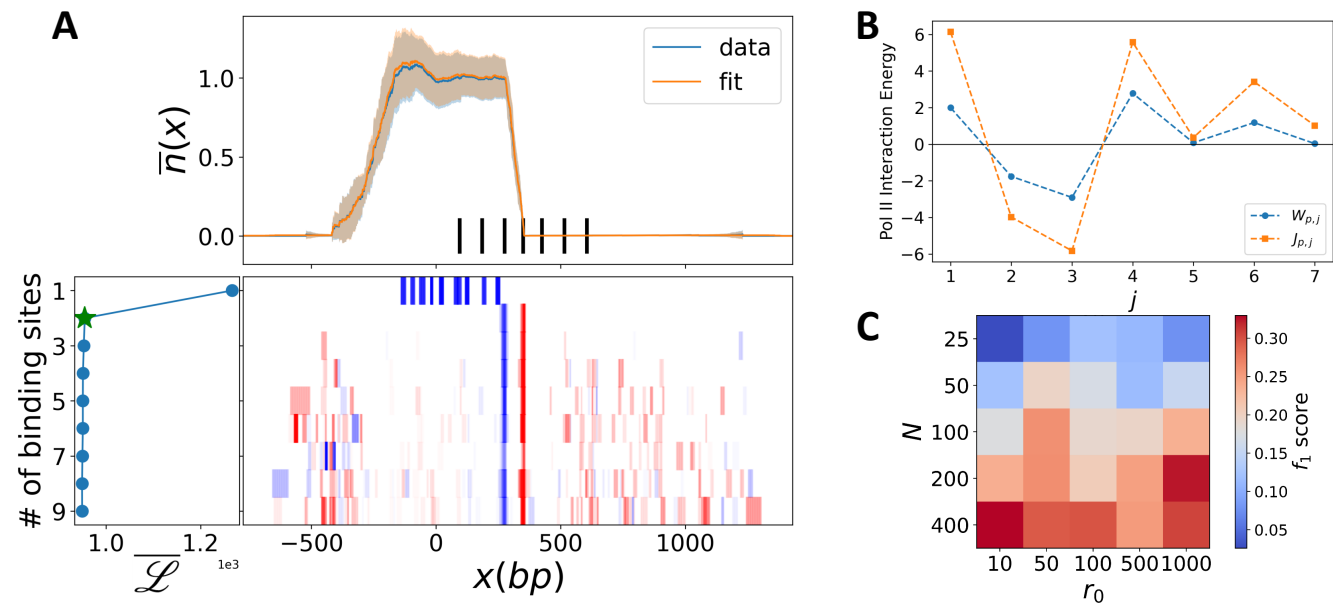 A
data
fit
n̅(x)
1.0
0.5
0.0
# of binding sites
1
3
5
7
9
1.0
1.2
1e3
ℒ̅
−500
0
500
1000
x(bp)
B
Pol II Interaction Energy
6
4
2
0
−2
−4
−6
W_{p,j}
J_{p,j}
1
2
3
4
5
6
7
j
C
N
25
50
100
200
400
10
50
100
500
1000
r_0
0.30
0.25
0.20
0.15
0.10
0.05
f_1 score